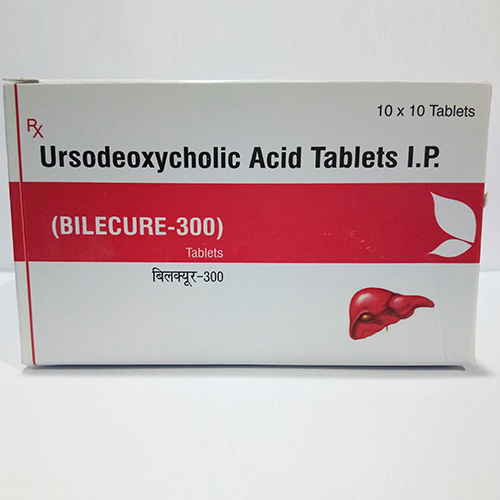 10 x 10 Tablets
Rx
Ursodeoxycholic Acid Tablets I.P.
(BILECURE-300)
Tablets
बिलक्यूर-300